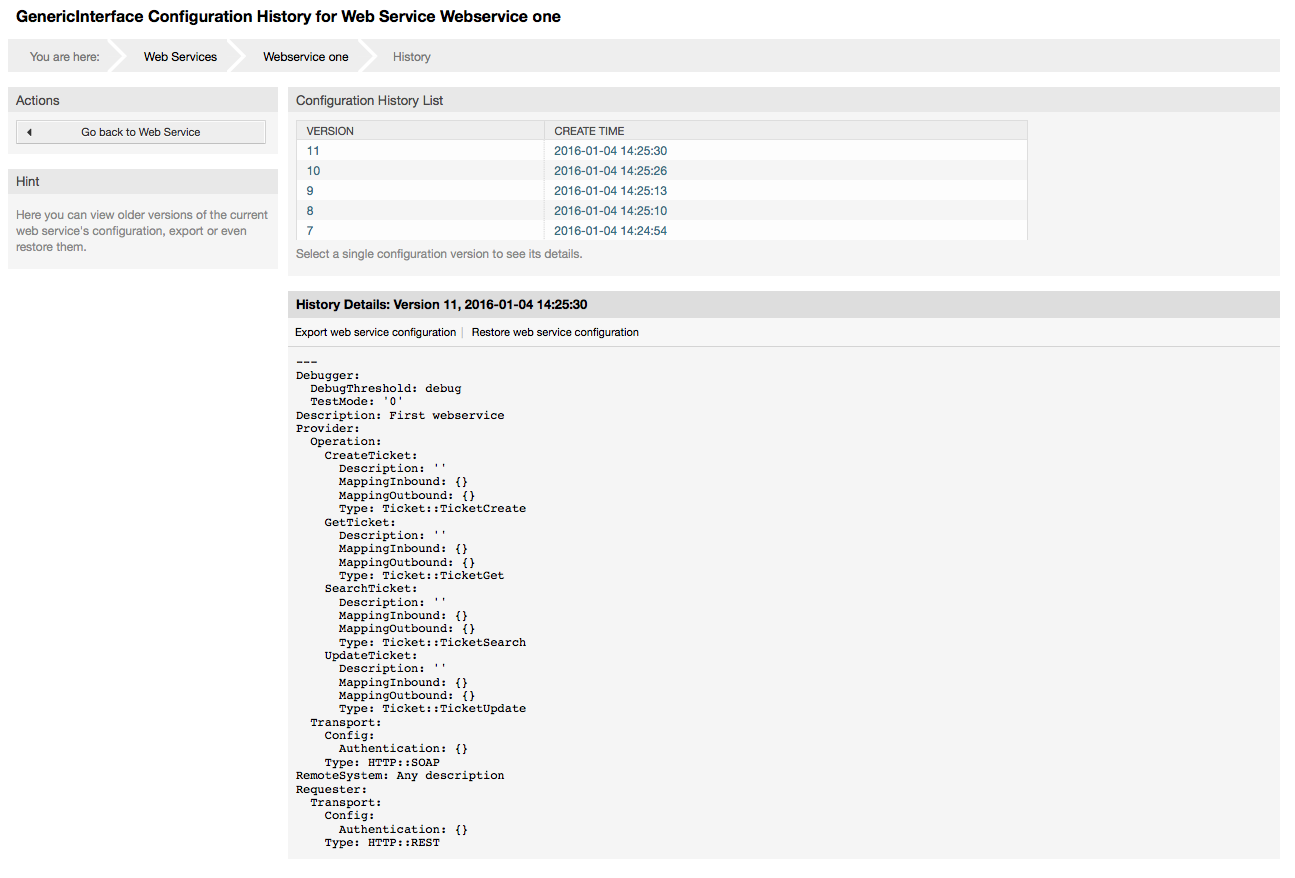 GenericInterface Configuration History for Web Service Webservice one
You are here: Web Services Webservice one History
Actions
Go back to Web Service
Hint
Here you can view older versions of the current
web service's configuration, export or even
restore them.
Configuration History List
VERSION CREATE TIME
11 2016-01-04 14:25:30
10 2016-01-04 14:25:26
9 2016-01-04 14:25:13
8 2016-01-04 14:25:10
7 2016-01-04 14:24:54
Select a single configuration version to see its details.
History Details: Version 11, 2016-01-04 14:25:30
Export web service configuration | Restore web service configuration
---
Debugger:
  DebugThreshold: debug
  TestMode: '0'
Description: First webservice
Provider:
  Operation:
    CreateTicket:
      Description: ''
      MappingInbound: {}
      MappingOutbound: {}
      Type: Ticket::TicketCreate
    GetTicket:
      Description: ''
      MappingInbound: {}
      MappingOutbound: {}
      Type: Ticket::TicketGet
    SearchTicket:
      Description: ''
      MappingInbound: {}
      MappingOutbound: {}
      Type: Ticket::TicketSearch
    UpdateTicket:
      Description: ''
      MappingInbound: {}
      MappingOutbound: {}
      Type: Ticket::TicketUpdate
  Transport:
    Config:
      Authentication: {}
    Type: HTTP::SOAP
RemoteSystem: Any description
Requester:
  Transport:
    Config:
      Authentication: {}
    Type: HTTP::REST